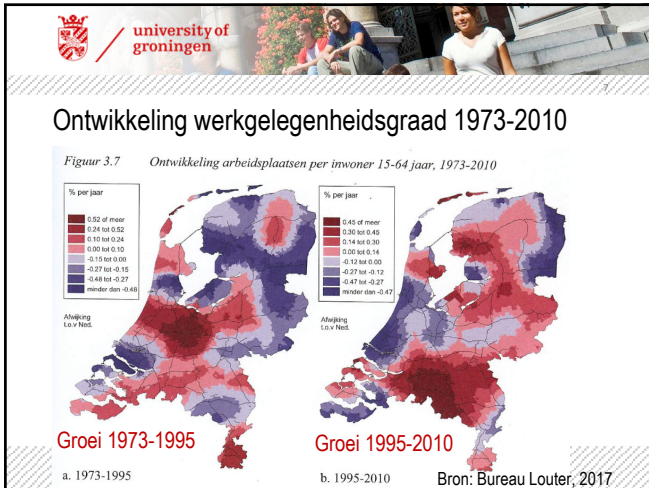 university of
groningen
7
Ontwikkeling werkgelegenheidsgraad 1973-2010
Figuur 3.7 Ontwikkeling arbeidsplaatsen per inwoner 15-64 jaar, 1973-2010
% per jaar
0.52 of meer
0.24 tot 0.52
0.10 tot 0.24
0.00 tot 0.10
-0.15 tot 0.00
-0.27 tot -0.15
-0.48 tot -0.27
minder dan -0.48
Afwijking
t.o.v Ned.
% per jaar
0.45 of meer
0.30 tot 0.45
0.14 tot 0.30
0.00 tot 0.14
-0.12 tot 0.00
-0.27 tot -0.12
-0.47 tot -0.27
minder dan -0.47
Afwijking
t.o.v Ned.
Groei 1973-1995
Groei 1995-2010
a. 1973-1995
b. 1995-2010
Bron: Bureau Louter, 2017